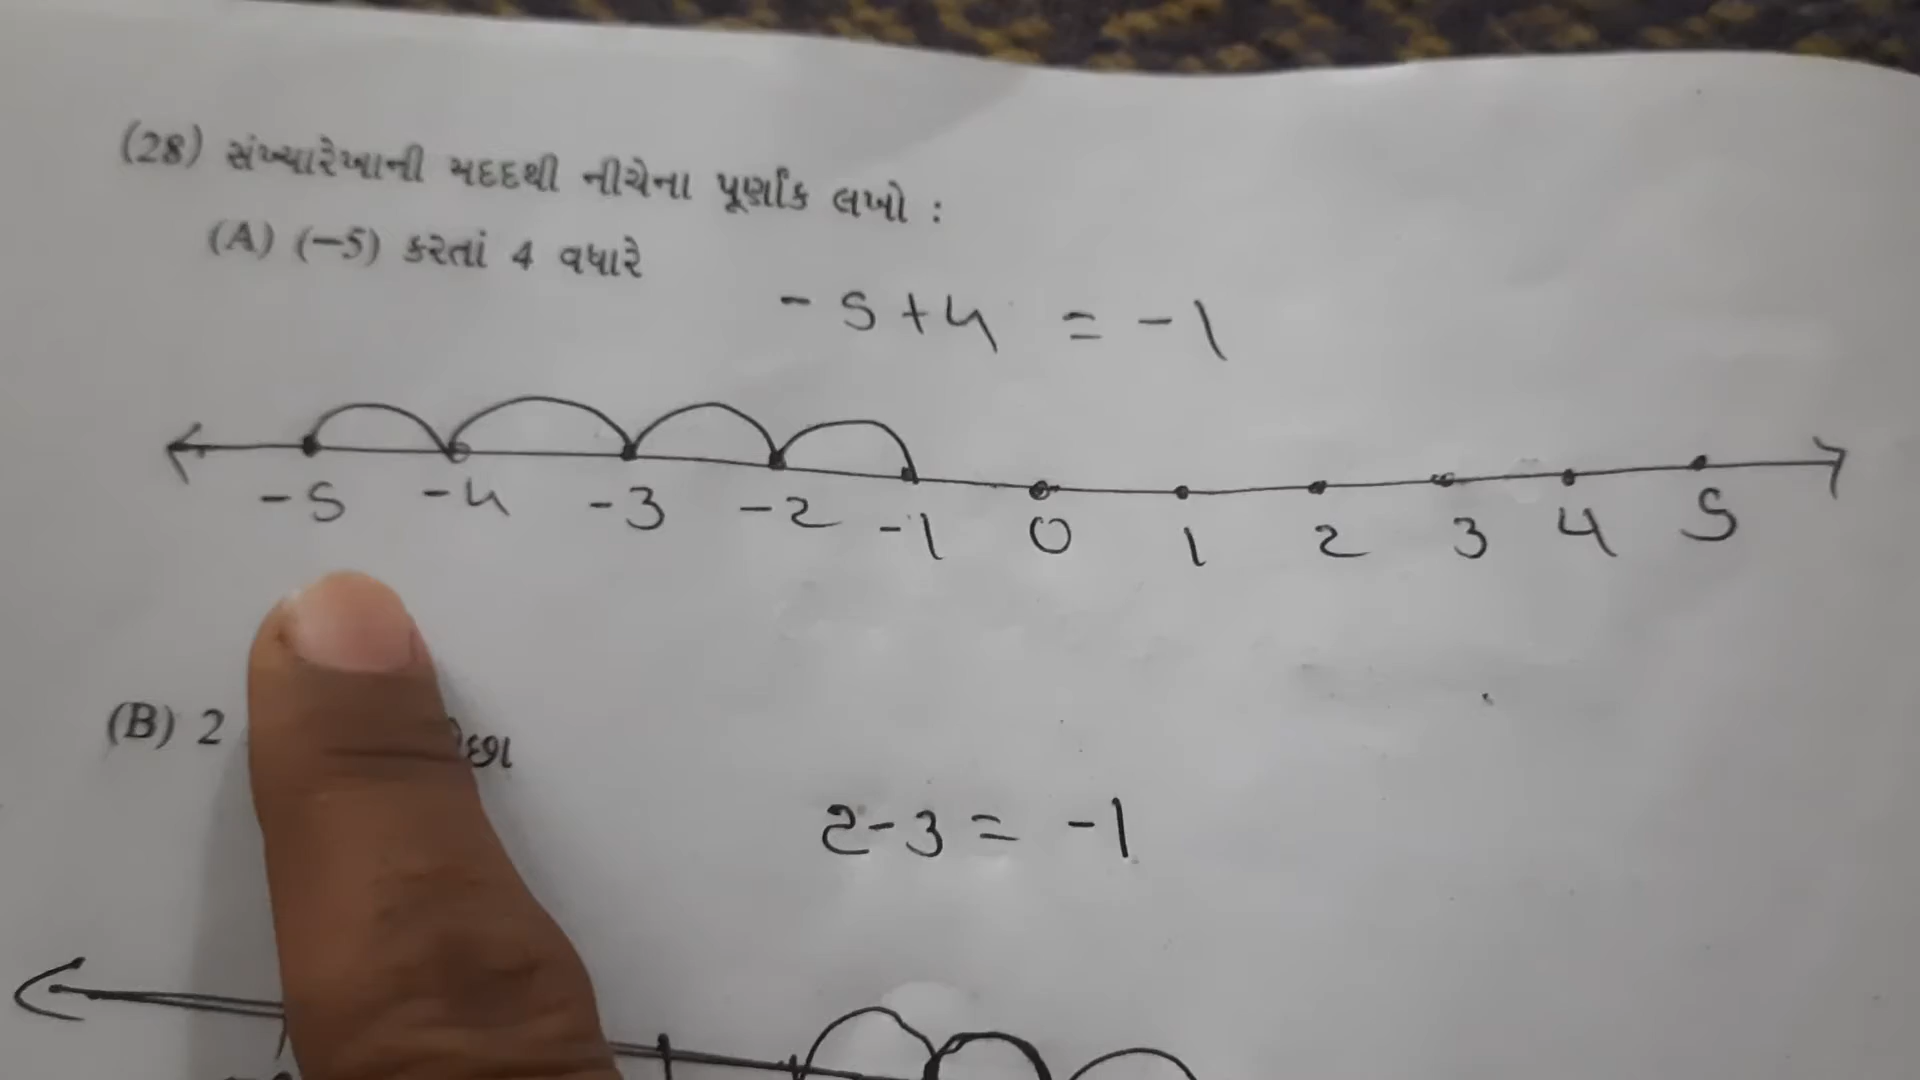 (28) સંખ્યારેખાની મદદથી નીચેના પૂર્ણાંક લખો :
(A) (−5) કરતાં 4 વધારે
- 5 + 4 = - 1
-5 -4 -3 -2 -1 0 1 2 3 4 5
(B) 2
2 - 3 = - 1